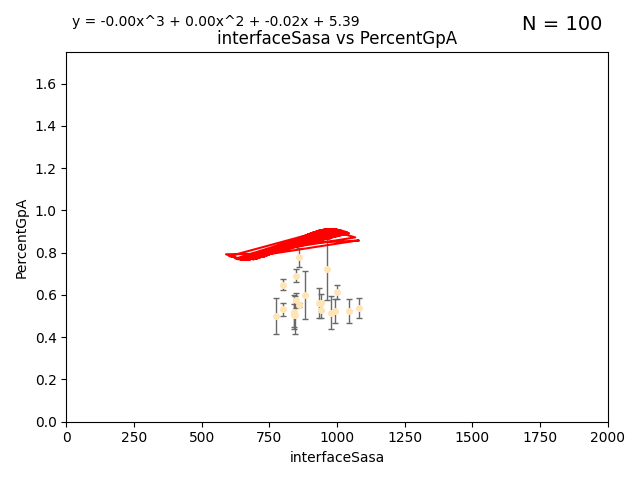 y = -0.00x^3 + 0.00x^2 + -0.02x + 5.39
N = 100
interfaceSasa vs PercentGpA
PercentGpA
1.6
1.4
1.2
1.0
0.8
0.6
0.4
0.2
0.0
0 250 500 750 1000 1250 1500 1750 2000
interfaceSasa